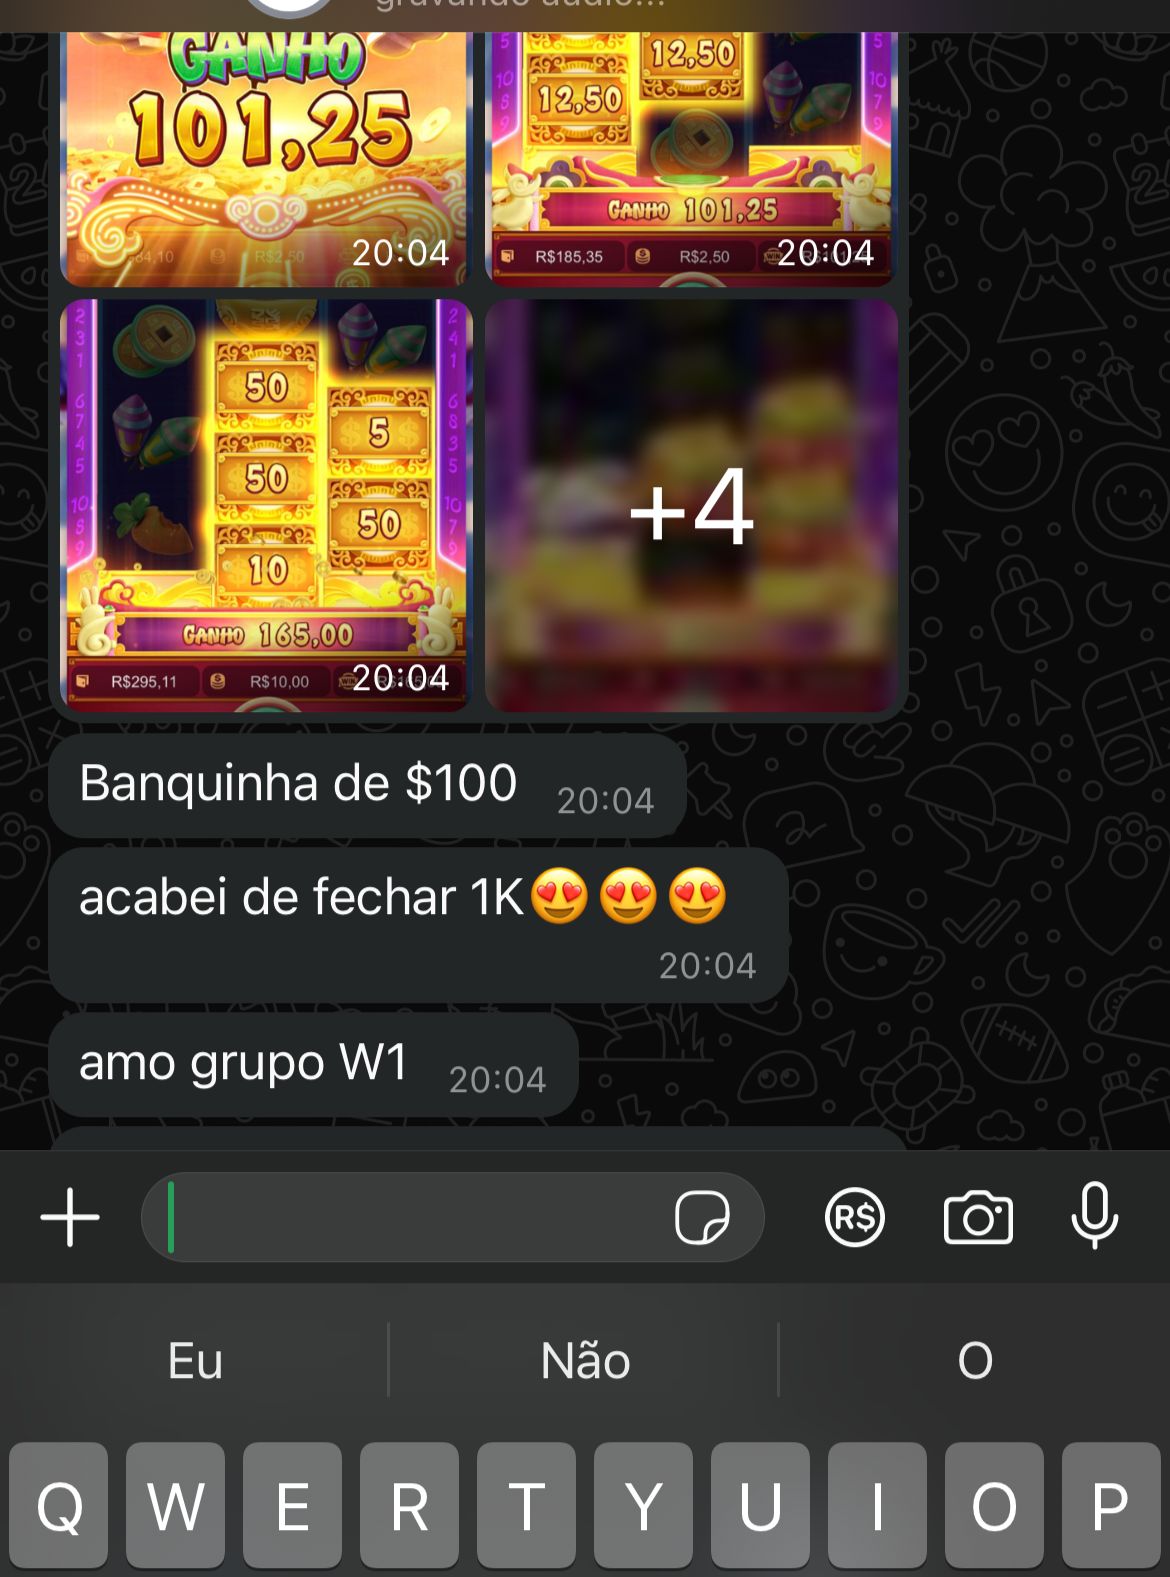 gravando áudio...
GANHO
101,25
R$2,50
20:04
12,50
12,50
GANHO 101,25
R$185,35
R$2,50
20:04
50
5
50
50
10
GANHO 165,00
R$295,11
R$10,00
20:04
+4
Banquinha de $100
20:04
acabei de fechar 1K😍😍😍
20:04
amo grupo W1
20:04
R$
Eu
Não
O
Q W E R T Y U I O P